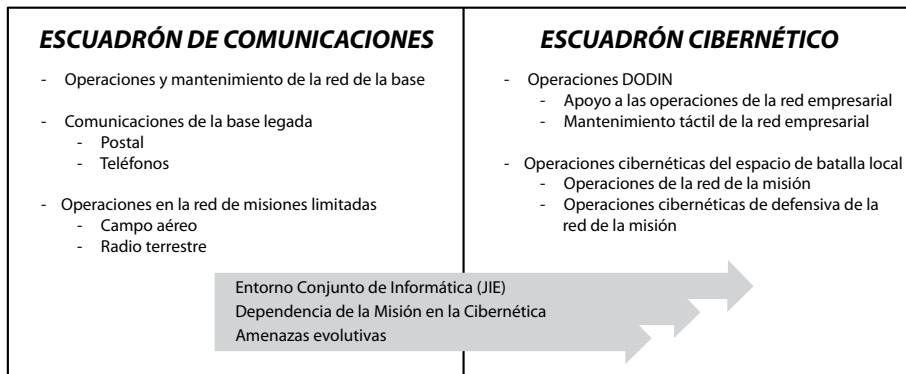 ESCUADRÓN DE COMUNICACIONES
- Operaciones y mantenimiento de la red de la base
- Comunicaciones de la base legada
- Postal
- Teléfonos
- Operaciones en la red de misiones limitadas
- Campo aéreo
- Radio terrestre
ESCUADRÓN CIBERNÉTICO
- Operaciones DODIN
- Apoyo a las operaciones de la red empresarial
- Mantenimiento táctil de la red empresarial
- Operaciones cibernéticas del espacio de batalla local
- Operaciones de la red de la misión
- Operaciones cibernéticas de defensiva de la
red de la misión
Entorno Conjunto de Informática (JIE)
Dependencia de la Misión en la Cibernética
Amenazas evolutivas